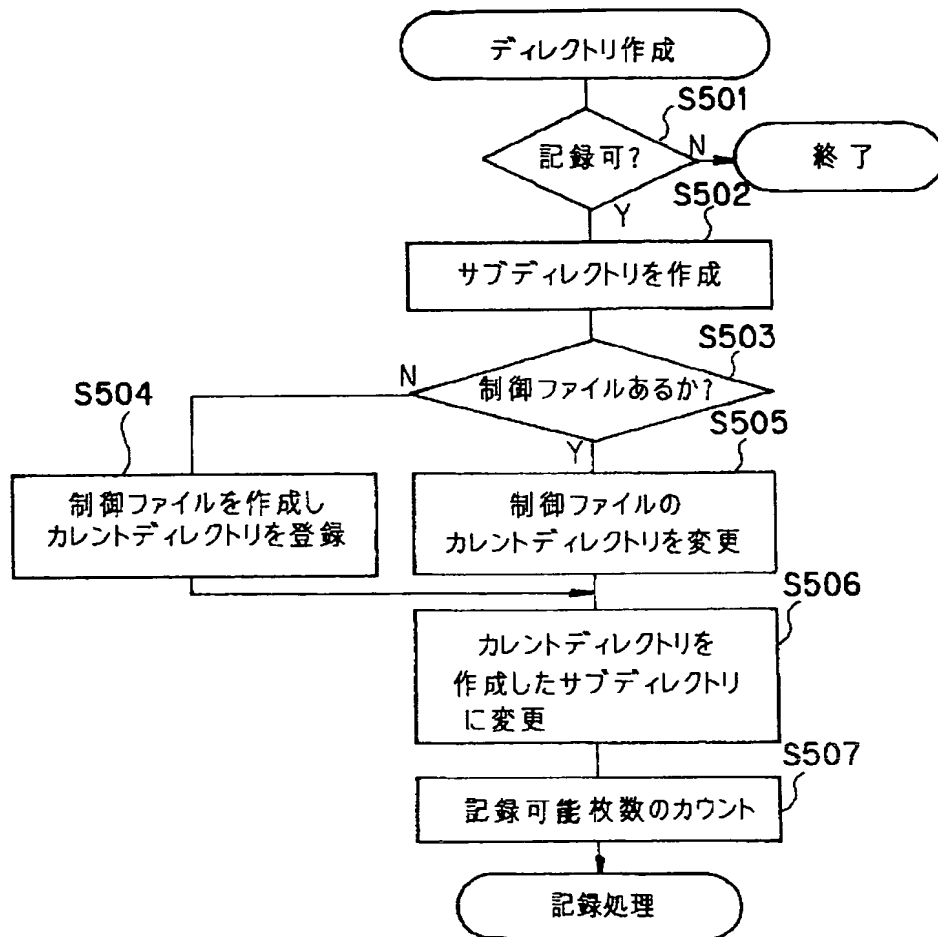 ディレクトリ作成
S501
記録可?
N
終了
Y
S502
サブディレクトリを作成
S503
制御ファイルあるか?
N
Y
S504
制御ファイルを作成し
カレントディレクトリを登録
S505
制御ファイルの
カレントディレクトリを変更
S506
カレントディレクトリを
作成したサブディレクトリ
に変更
S507
記録可能枚数のカウント
記録処理